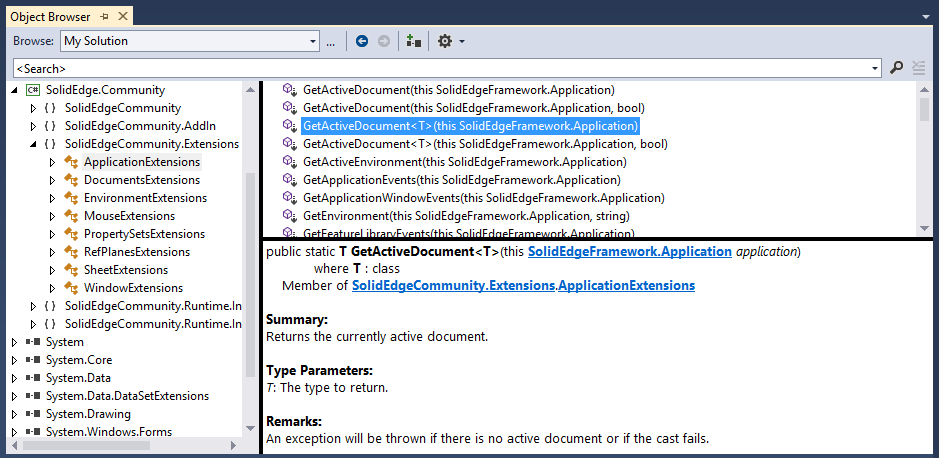 Object Browser
Browse: My Solution ...
<Search>
SolidEdge.Community
SolidEdgeCommunity
SolidEdgeCommunity.AddIn
SolidEdgeCommunity.Extensions
ApplicationExtensions
DocumentsExtensions
EnvironmentExtensions
MouseExtensions
PropertySetsExtensions
RefPlanesExtensions
SheetExtensions
WindowExtensions
SolidEdgeCommunity.Runtime.In
SolidEdgeCommunity.Runtime.In
System
System.Core
System.Data
System.Data.DataSetExtensions
System.Drawing
System.Windows.Forms
GetActiveDocument(this SolidEdgeFramework.Application)
GetActiveDocument(this SolidEdgeFramework.Application, bool)
GetActiveDocument<T>(this SolidEdgeFramework.Application)
GetActiveDocument<T>(this SolidEdgeFramework.Application, bool)
GetActiveEnvironment(this SolidEdgeFramework.Application)
GetApplicationEvents(this SolidEdgeFramework.Application)
GetApplicationWindowEvents(this SolidEdgeFramework.Application)
GetEnvironment(this SolidEdgeFramework.Application, string)
GetFeatureLibraryEvents(this SolidEdgeFramework.Application)
public static T GetActiveDocument<T>(this SolidEdgeFramework.Application application)
where T : class
Member of SolidEdgeCommunity.Extensions.ApplicationExtensions
Summary:
Returns the currently active document.
Type Parameters:
T: The type to return.
Remarks:
An exception will be thrown if there is no active document or if the cast fails.